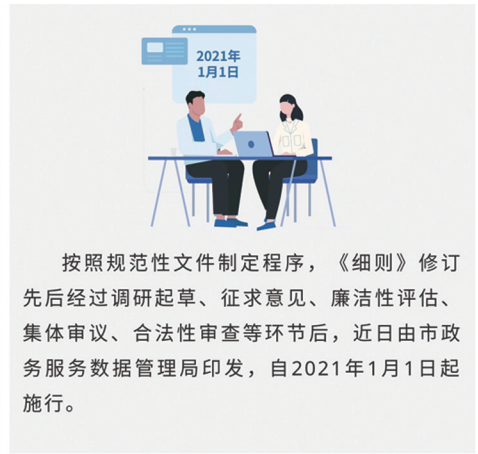 2021年
1月1日
按照规范性文件制定程序，《细则》修订
先后经过调研起草、征求意见、廉洁性评估、
集体审议、合法性审查等环节后，近日由市政
务服务数据管理局印发，自2021年1月1日起
施行。